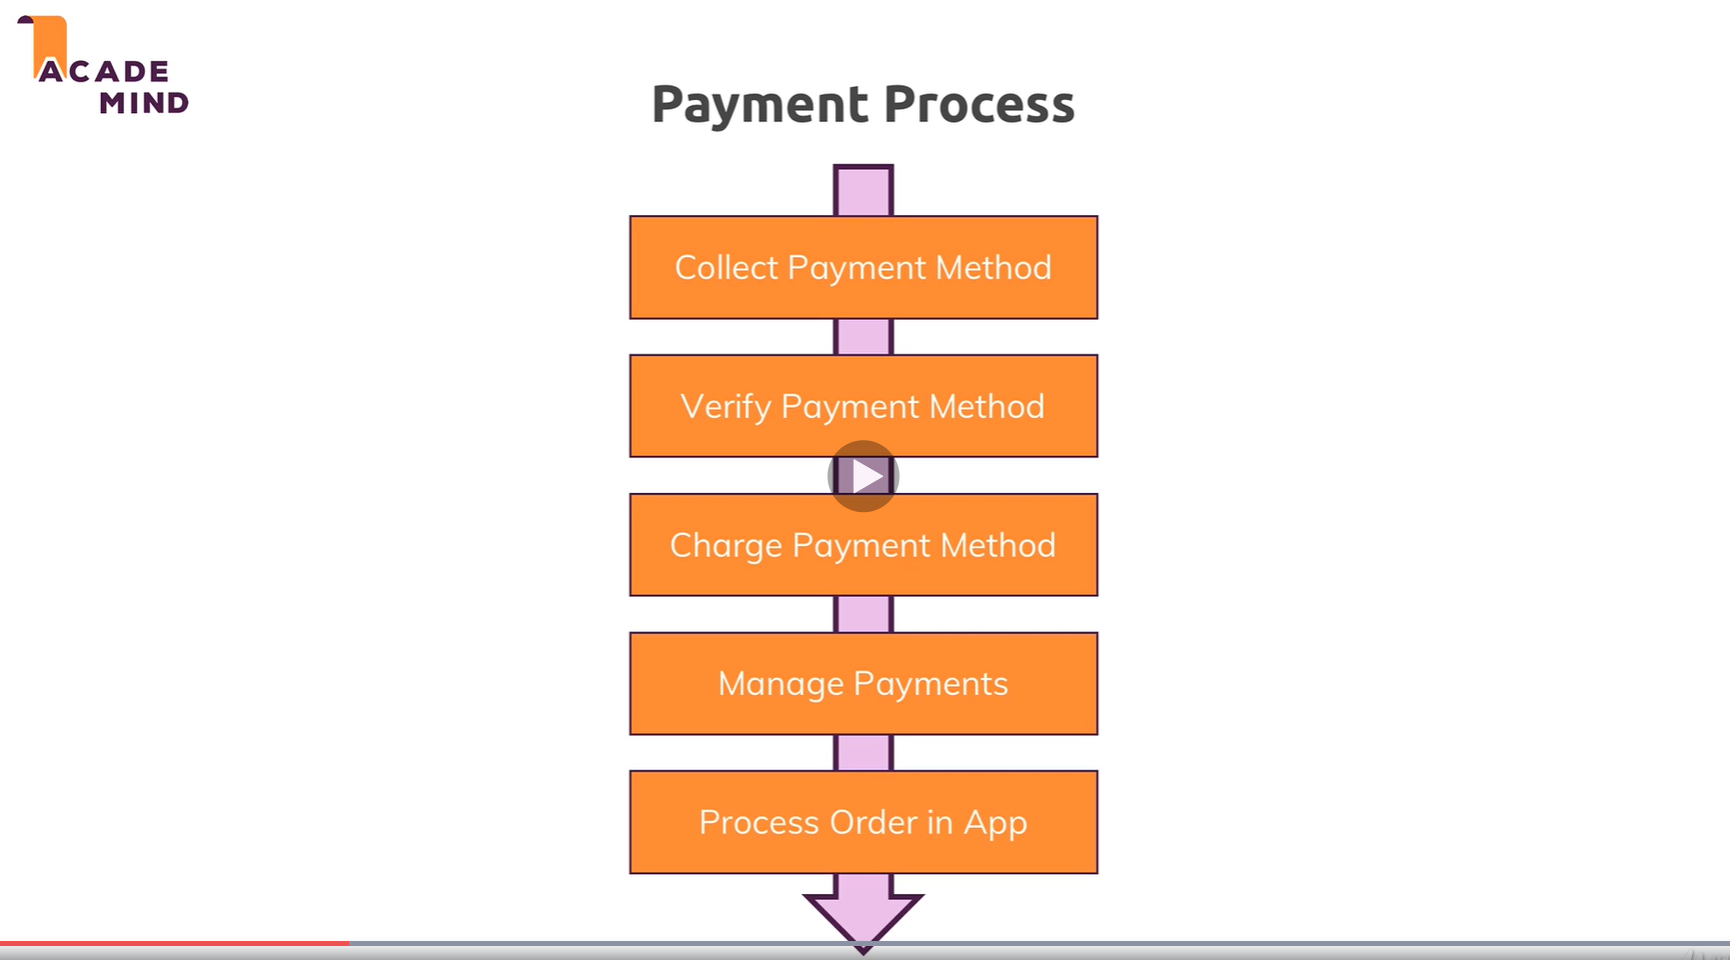 ACADE
MIND
Payment Process
Collect Payment Method
Verify Payment Method
Charge Payment Method
Manage Payments
Process Order in App